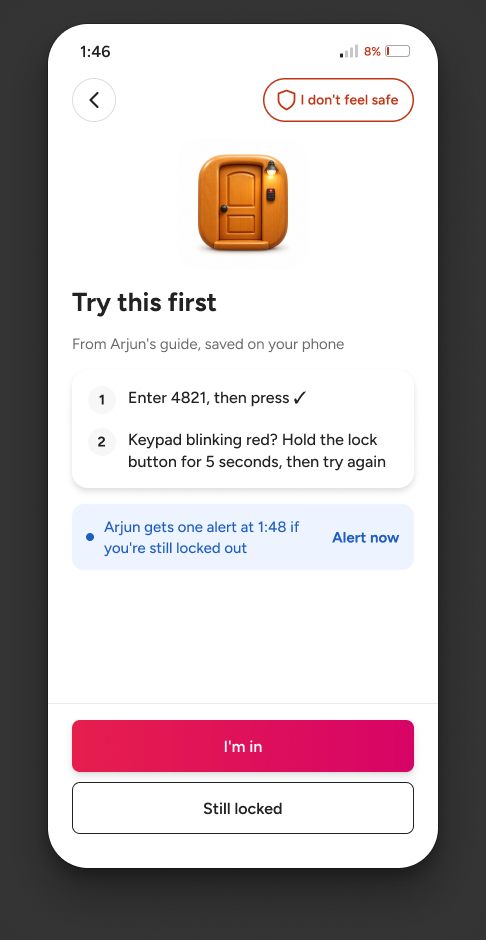 1:46
8%
I don't feel safe
Try this first
From Arjun's guide, saved on your phone
1
Enter 4821, then press ✓
2
Keypad blinking red? Hold the lock
button for 5 seconds, then try again
Arjun gets one alert at 1:48 if
you're still locked out
Alert now
I'm in
Still locked